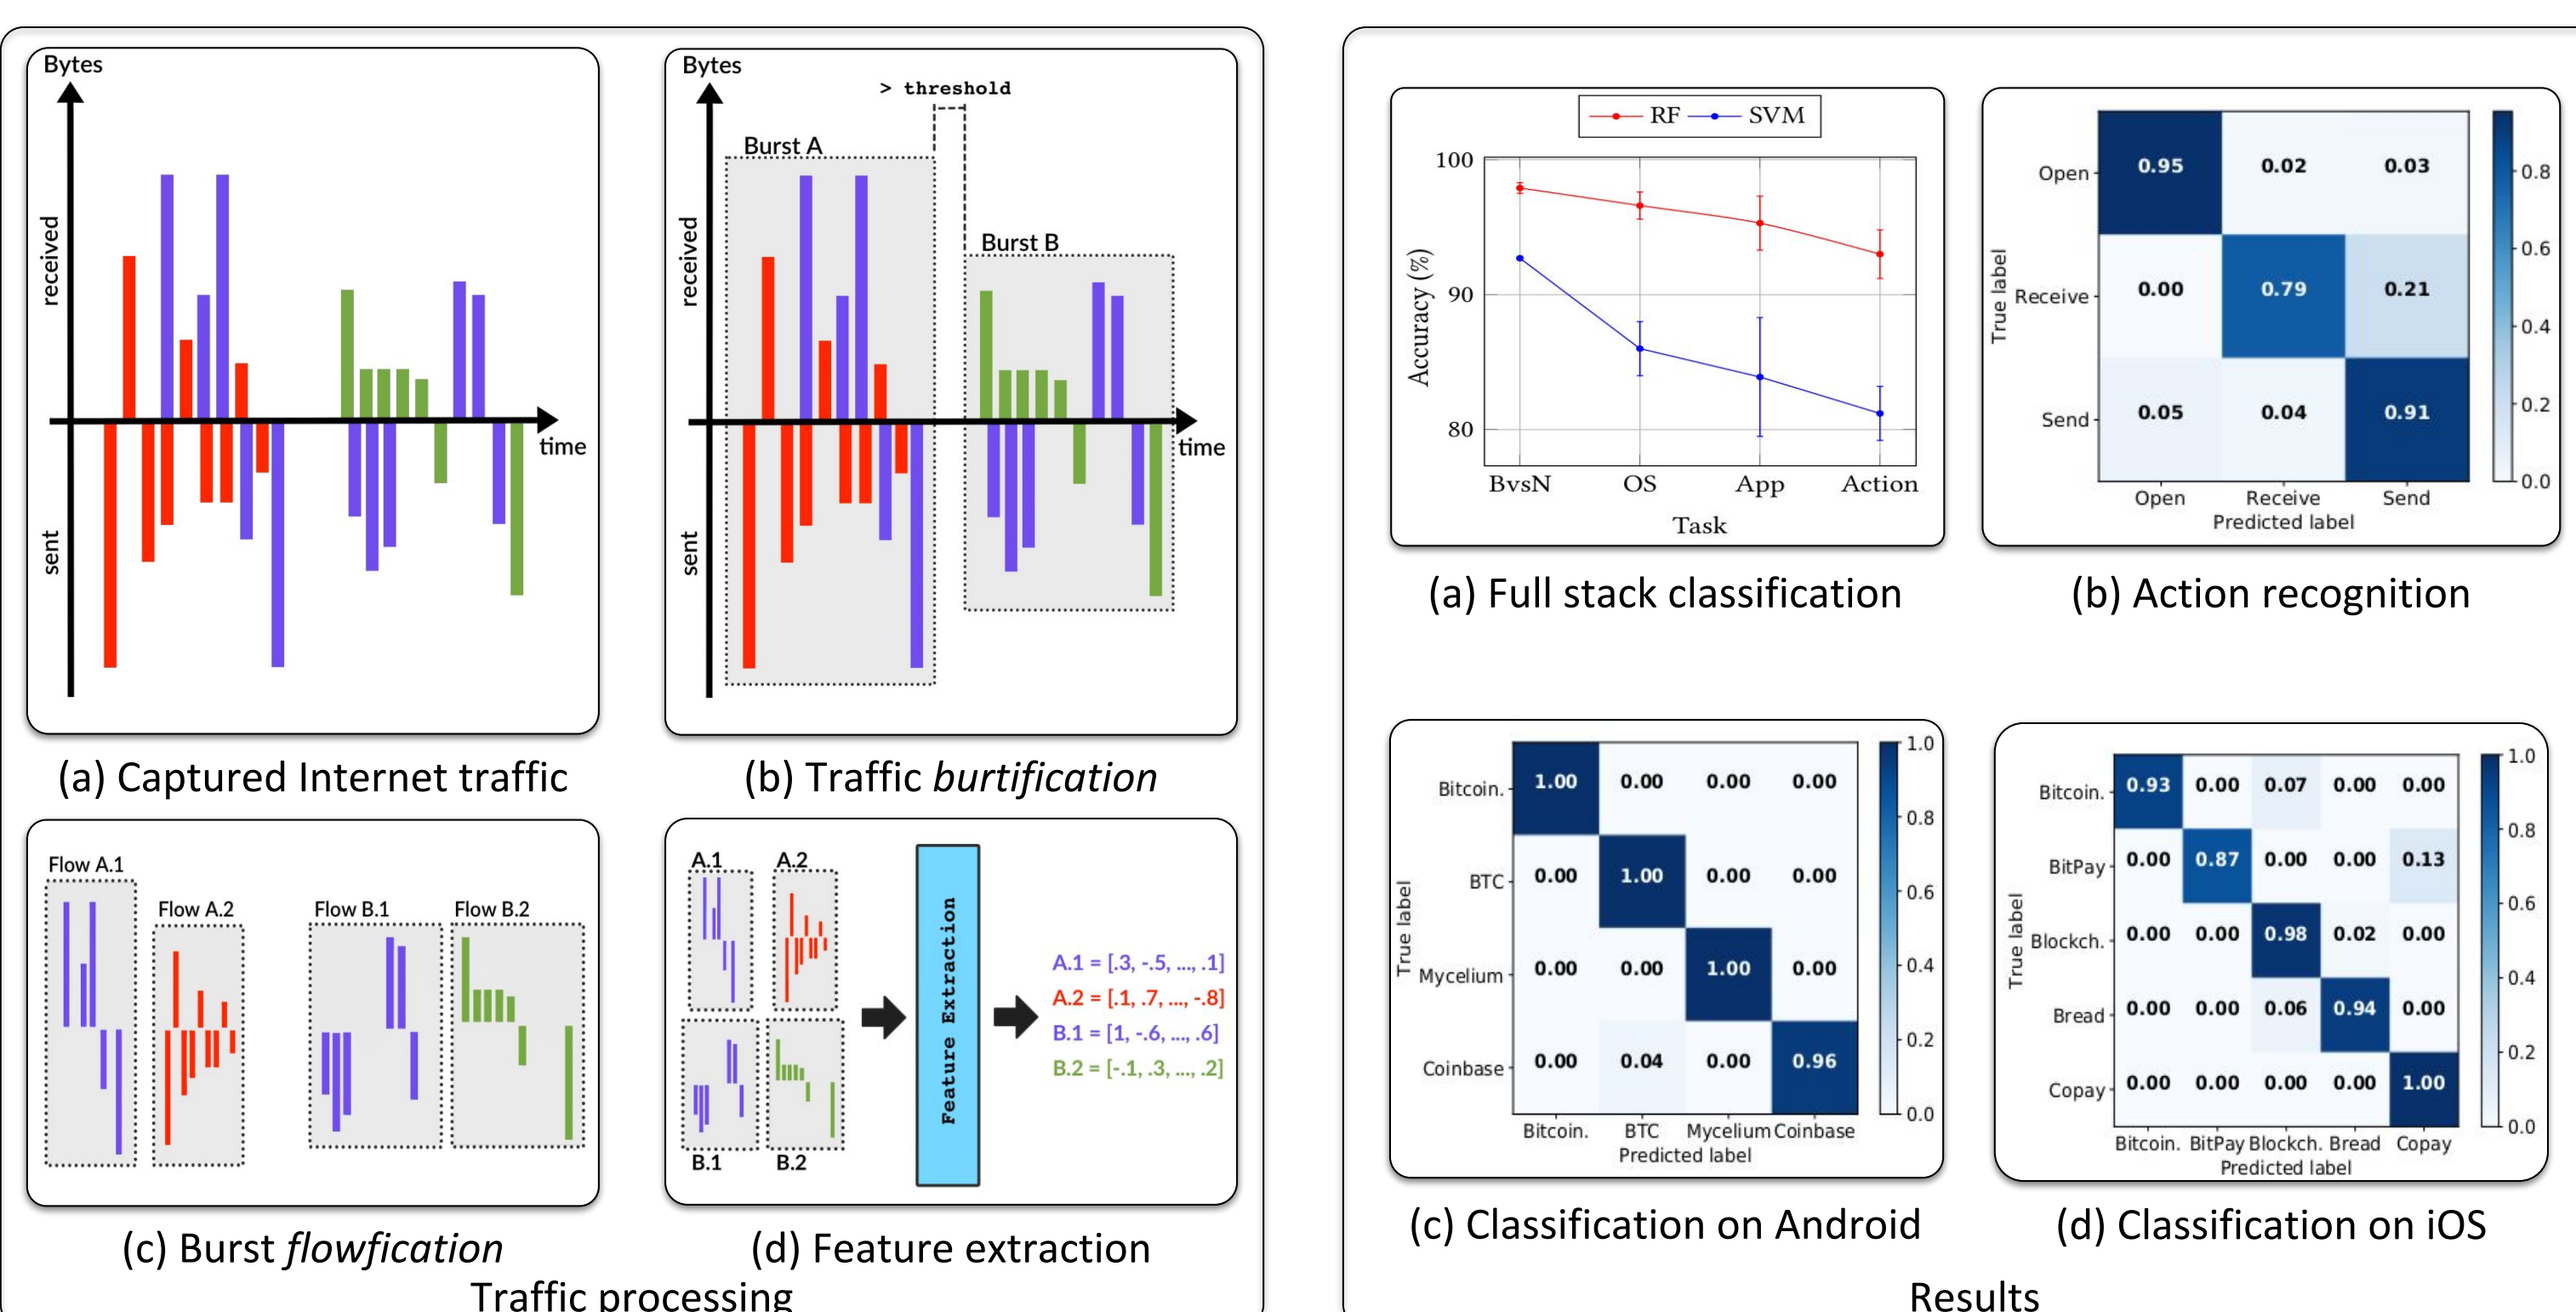 Bytes
received
sent
time
(a) Captured Internet traffic
Bytes
> threshold
Burst A
Burst B
received
sent
time
(b) Traffic burtification
Flow A.1
Flow A.2
Flow B.1
Flow B.2
(c) Burst flowfication
A.1
A.2
B.1
B.2
Feature Extraction
A.1 = [.3, -.5, ..., .1]
A.2 = [.1, .7, ..., -.8]
B.1 = [1, -.6, ..., .6]
B.2 = [-.1, .3, ..., .2]
(d) Feature extraction
Traffic processing
RF SVM
100
90
80
Accuracy (%)
BvsN OS App Action
Task
(a) Full stack classification
True label
Open 0.95 0.02 0.03
Receive 0.00 0.79 0.21
Send 0.05 0.04 0.91
Open Receive Send
Predicted label
0.8
0.6
0.4
0.2
0.0
(b) Action recognition
True label
Bitcoin. 1.00 0.00 0.00 0.00
BTC 0.00 1.00 0.00 0.00
Mycelium 0.00 0.00 1.00 0.00
Coinbase 0.00 0.04 0.00 0.96
Bitcoin. BTC Mycelium Coinbase
Predicted label
1.0
0.8
0.6
0.4
0.2
0.0
(c) Classification on Android
True label
Bitcoin. 0.93 0.00 0.07 0.00 0.00
BitPay 0.00 0.87 0.00 0.00 0.13
Blockch. 0.00 0.00 0.98 0.02 0.00
Bread 0.00 0.00 0.06 0.94 0.00
Copay 0.00 0.00 0.00 0.00 1.00
Bitcoin. BitPay Blockch. Bread Copay
Predicted label
1.0
0.8
0.6
0.4
0.2
0.0
(d) Classification on iOS
Results